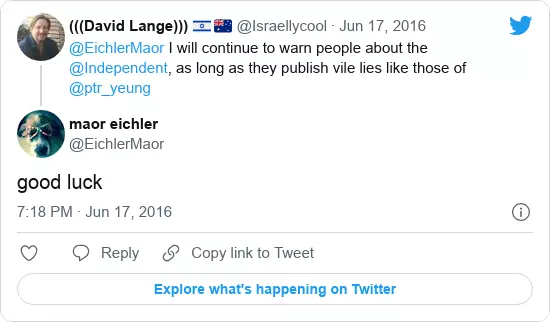 (((David Lange))) 🇮🇱🇦🇺 @Israellycool · Jun 17, 2016
@EichlerMaor I will continue to warn people about the
@Independent, as long as they publish vile lies like those of
@ptr_yeung
maor eichler
@EichlerMaor
good luck
7:18 PM · Jun 17, 2016
Reply
Copy link to Tweet
Explore what's happening on Twitter